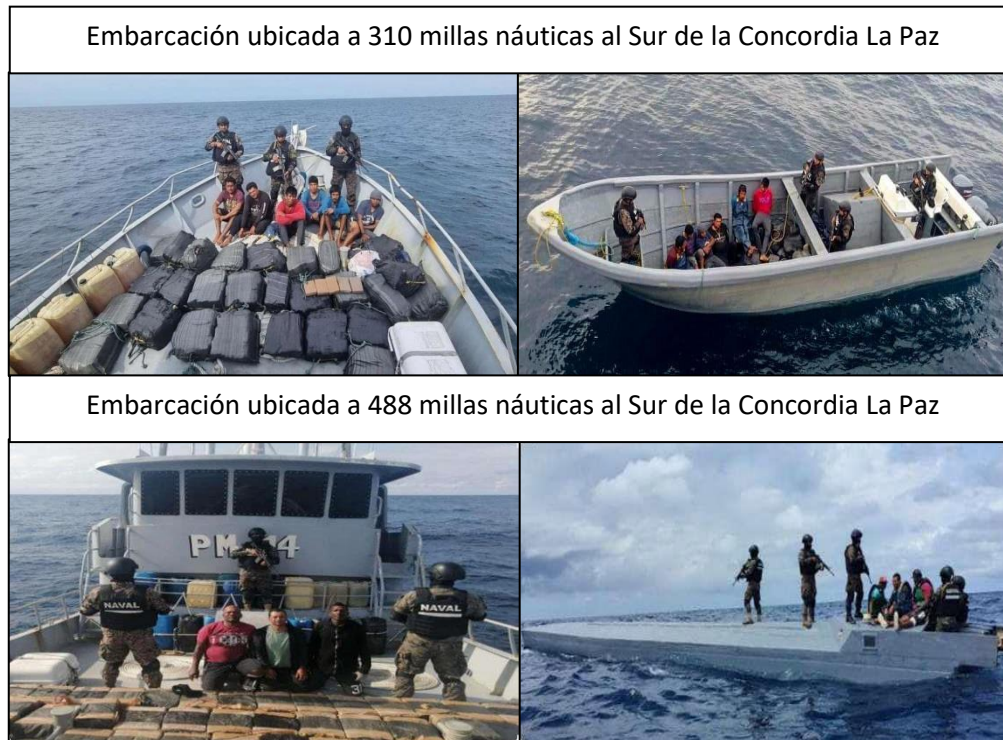 Embarcación ubicada a 310 millas náuticas al Sur de la Concordia La Paz
Embarcación ubicada a 488 millas náuticas al Sur de la Concordia La Paz
NAVAL
NAVAL